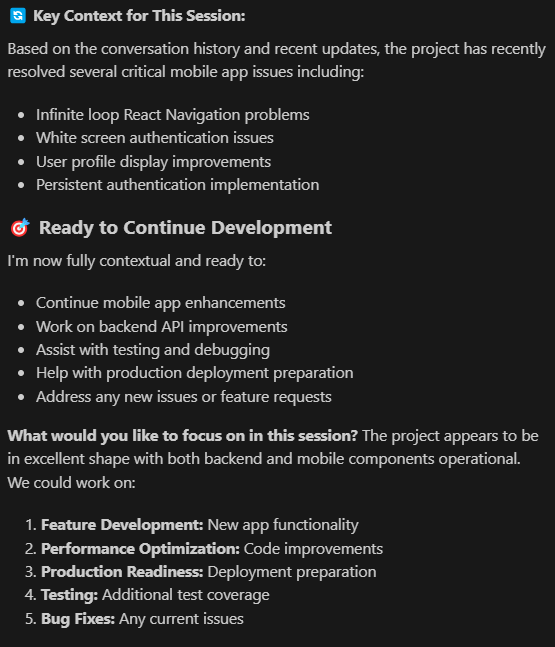 Key Context for This Session:
Based on the conversation history and recent updates, the project has recently
resolved several critical mobile app issues including:
• Infinite loop React Navigation problems
• White screen authentication issues
• User profile display improvements
• Persistent authentication implementation
Ready to Continue Development
I'm now fully contextual and ready to:
• Continue mobile app enhancements
• Work on backend API improvements
• Assist with testing and debugging
• Help with production deployment preparation
• Address any new issues or feature requests
What would you like to focus on in this session? The project appears to be
in excellent shape with both backend and mobile components operational.
We could work on:
1. Feature Development: New app functionality
2. Performance Optimization: Code improvements
3. Production Readiness: Deployment preparation
4. Testing: Additional test coverage
5. Bug Fixes: Any current issues